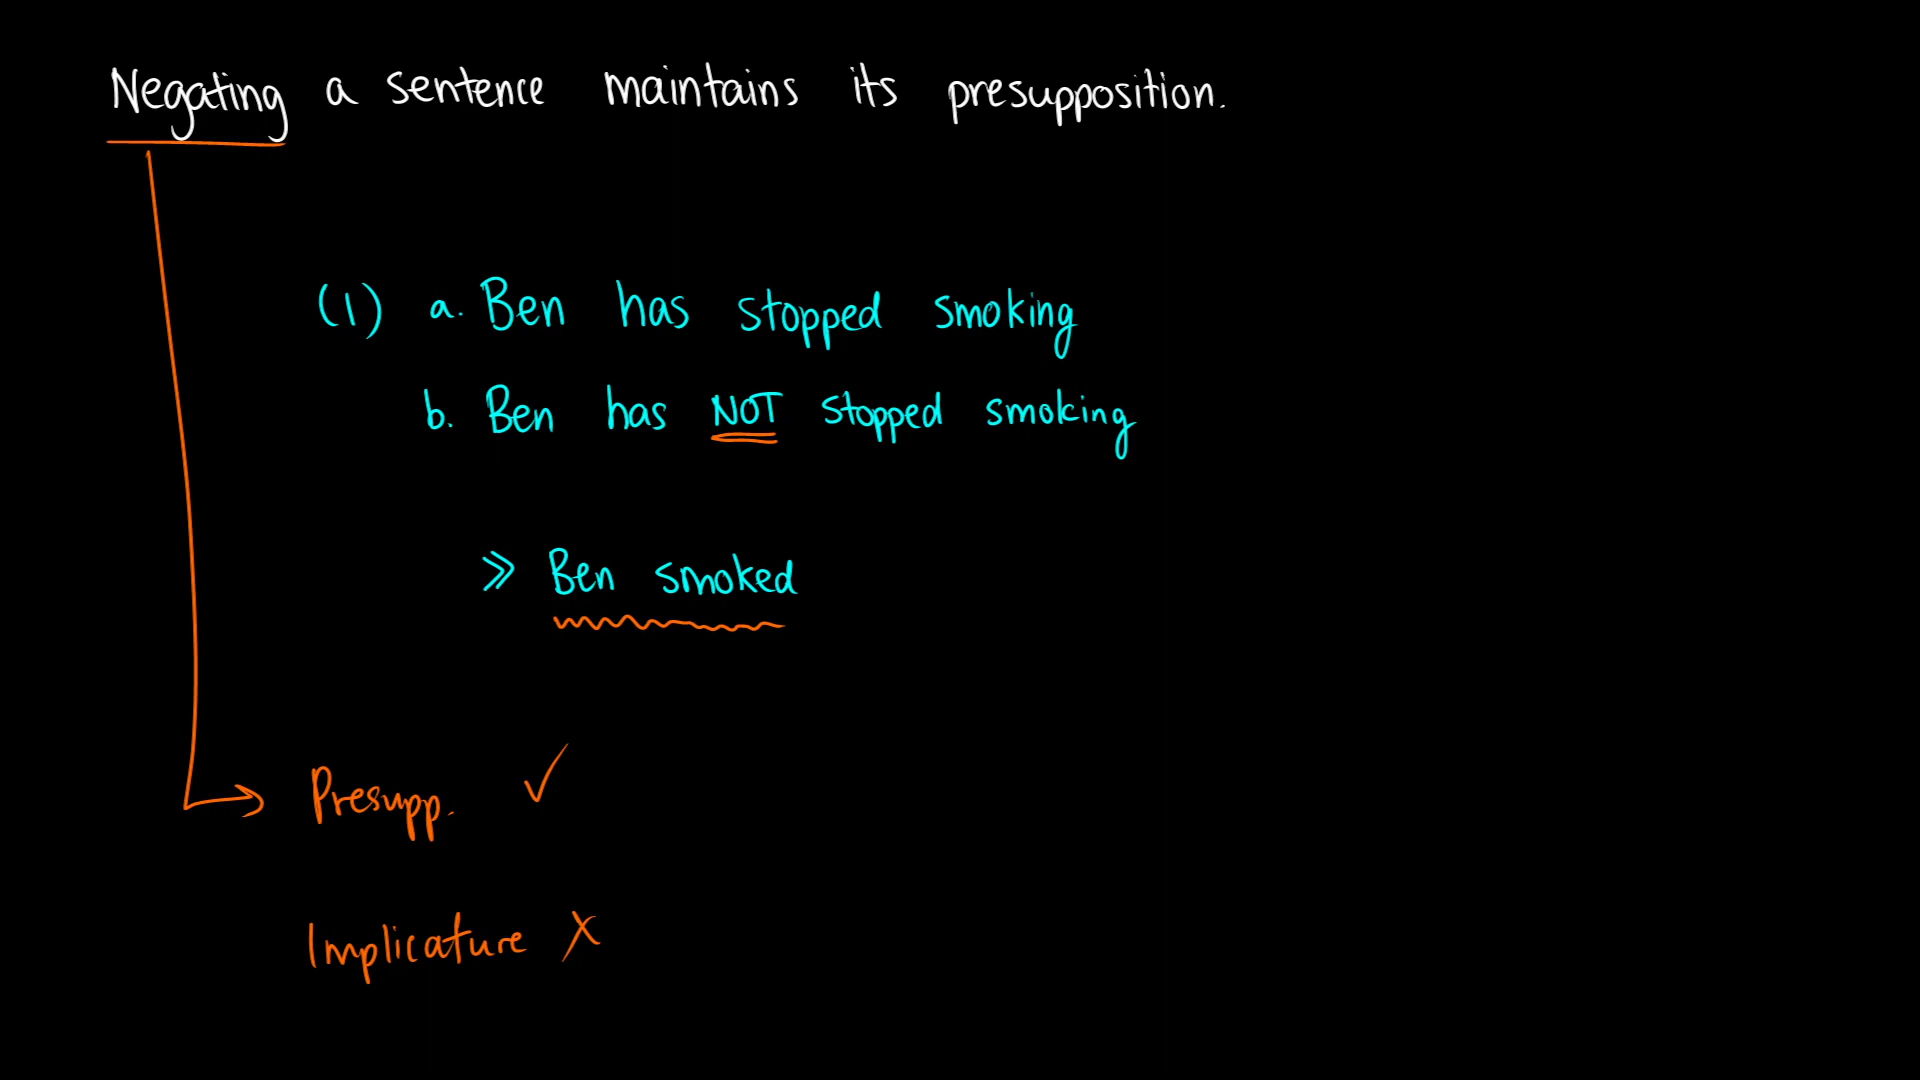 Negating a sentence maintains its presupposition.
(1) a. Ben has stopped smoking
b. Ben has NOT stopped smoking
≫ Ben smoked
Presupp. ✓
Implicature X